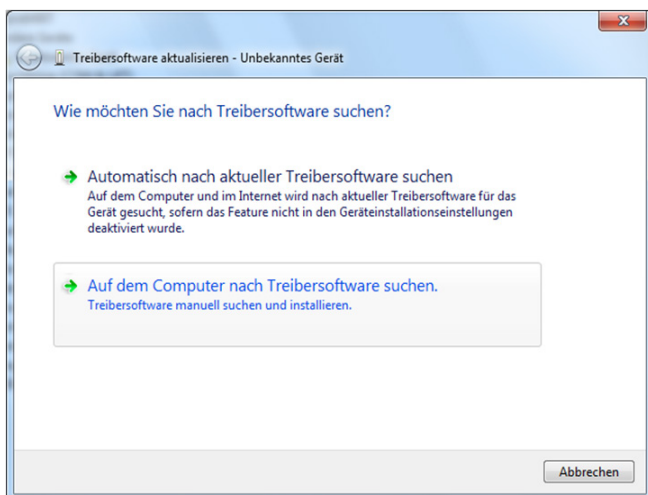 Treibersoftware aktualisieren - Unbekanntes Gerät
Wie möchten Sie nach Treibersoftware suchen?
Automatisch nach aktueller Treibersoftware suchen
Auf dem Computer und im Internet wird nach aktueller Treibersoftware für das
Gerät gesucht, sofern das Feature nicht in den Geräteinstallationseinstellungen
deaktiviert wurde.
Auf dem Computer nach Treibersoftware suchen.
Treibersoftware manuell suchen und installieren.
Abbrechen